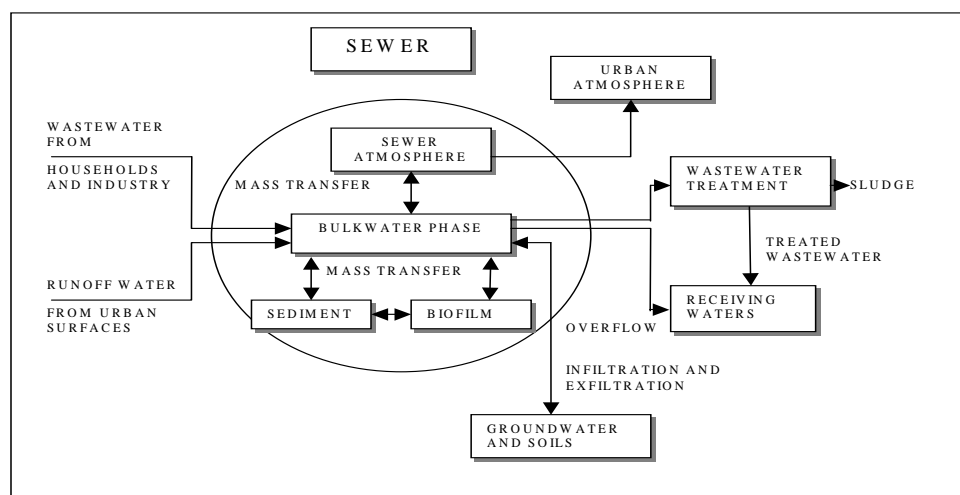 SEWER
URBAN
ATMOSPHERE
WASTEWATER
FROM
HOUSEHOLDS
AND INDUSTRY
SEWER
ATMOSPHERE
MASS TRANSFER
WASTEWATER
TREATMENT
SLUDGE
BULKWATER PHASE
TREATED
WASTEWATER
MASS TRANSFER
RUNOFF WATER
FROM URBAN
SURFACES
SEDIMENT
BIOFILM
RECEIVING
WATERS
OVERFLOW
INFILTRATION AND
EXFILTRATION
GROUNDWATER
AND SOILS